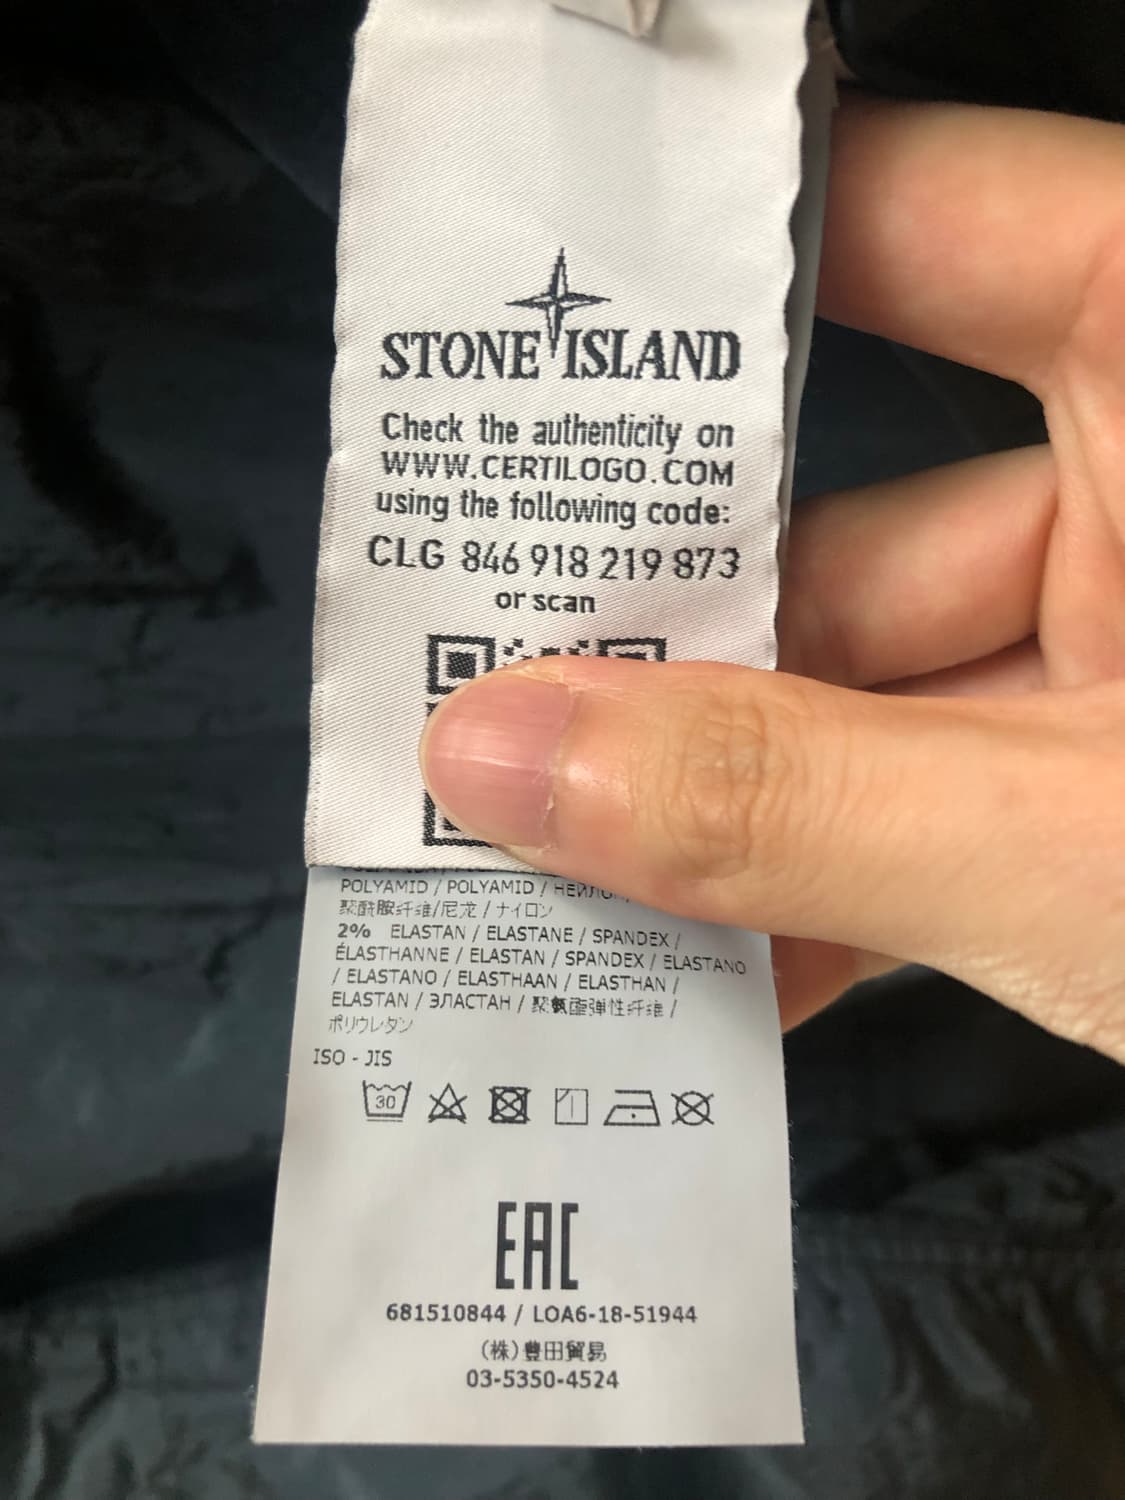 STONE ISLAND
Check the authenticity on
WWW.CERTILOGO.COM
using the following code:
CLG 846 918 219 873
or scan
POLYAMID / POLYAMID / НЕЙЛОН,
聚酰胺纤维/尼龙 / ナイロン
2% ELASTAN / ELASTANE / SPANDEX /
ÉLASTHANNE / ELASTAN / SPANDEX / ELASTANO
/ ELASTANO / ELASTHAAN / ELASTHAN /
ELASTAN / ЭЛАСТАН / 聚氨酯弹性纤维 /
ポリウレタン
ISO - JIS
30
EAC
681510844 / LOA6-18-51944
(株)豊田貿易
03-5350-4524